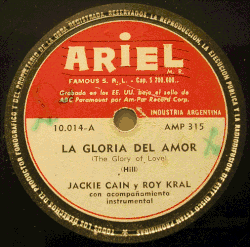 ARIEL
M. R.
FAMOUS S. R. L. - Cap. $ 700.000.-
Grabado en los EE. UU. bajo el sello de
ABC Paramount por Am-Par Record Corp.
INDUSTRIA ARGENTINA
10.014-A
AMP 315
LA GLORIA DEL AMOR
(The Glory of Love)
(Hill)
JACKIE CAIN y ROY KRAL
con acompañamiento
instrumental